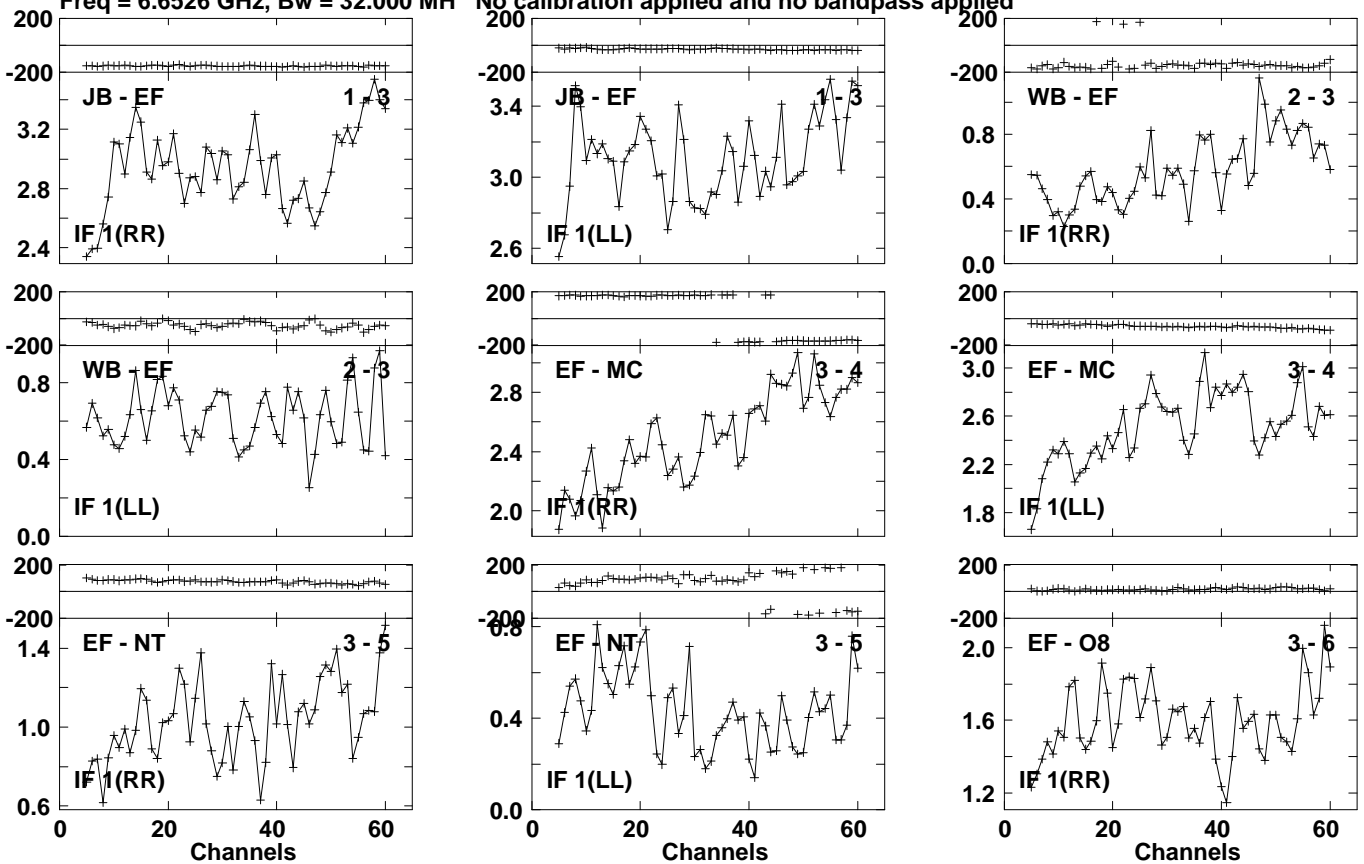 Freq = 6.6526 GHz, Bw = 32.000 MH No calibration applied and no bandpass applied
200
-200
JB - EF
1 - 3
3.2
2.8
2.4
IF 1(RR)
200
-200
JB - EF
1 - 3
3.4
3.0
2.6
IF 1(LL)
200
-200
WB - EF
2 - 3
0.8
0.4
0.0
IF 1(RR)
200
-200
WB - EF
2 - 3
0.8
0.4
0.0
IF 1(LL)
200
-200
EF - MC
3 - 4
2.8
2.4
2.0
IF 1(RR)
200
-200
EF - MC
3 - 4
3.0
2.6
2.2
1.8
IF 1(LL)
200
-200
EF - NT
3 - 5
1.4
1.0
0.6
IF 1(RR)
0 20 40 60
Channels
200
-200
0.8
EF - NT
3 - 5
0.4
0.0
IF 1(LL)
0 20 40 60
Channels
200
-200
EF - O8
3 - 6
2.0
1.6
1.2
IF 1(RR)
0 20 40 60
Channels